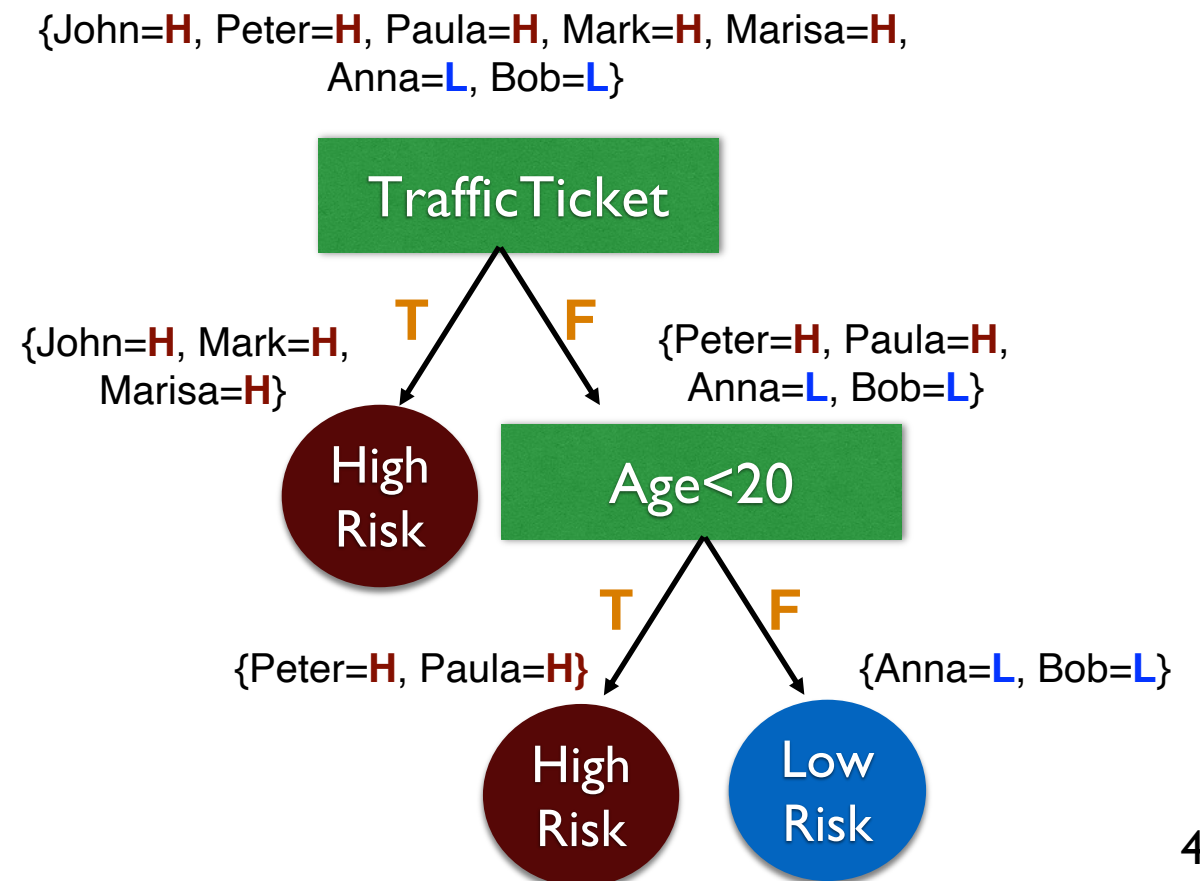 {John=H, Peter=H, Paula=H, Mark=H, Marisa=H,
Anna=L, Bob=L}
TrafficTicket
T
F
{John=H, Mark=H,
Marisa=H}
{Peter=H, Paula=H,
Anna=L, Bob=L}
High
Risk
Age<20
T
F
{Peter=H, Paula=H}
{Anna=L, Bob=L}
High
Risk
Low
Risk
4